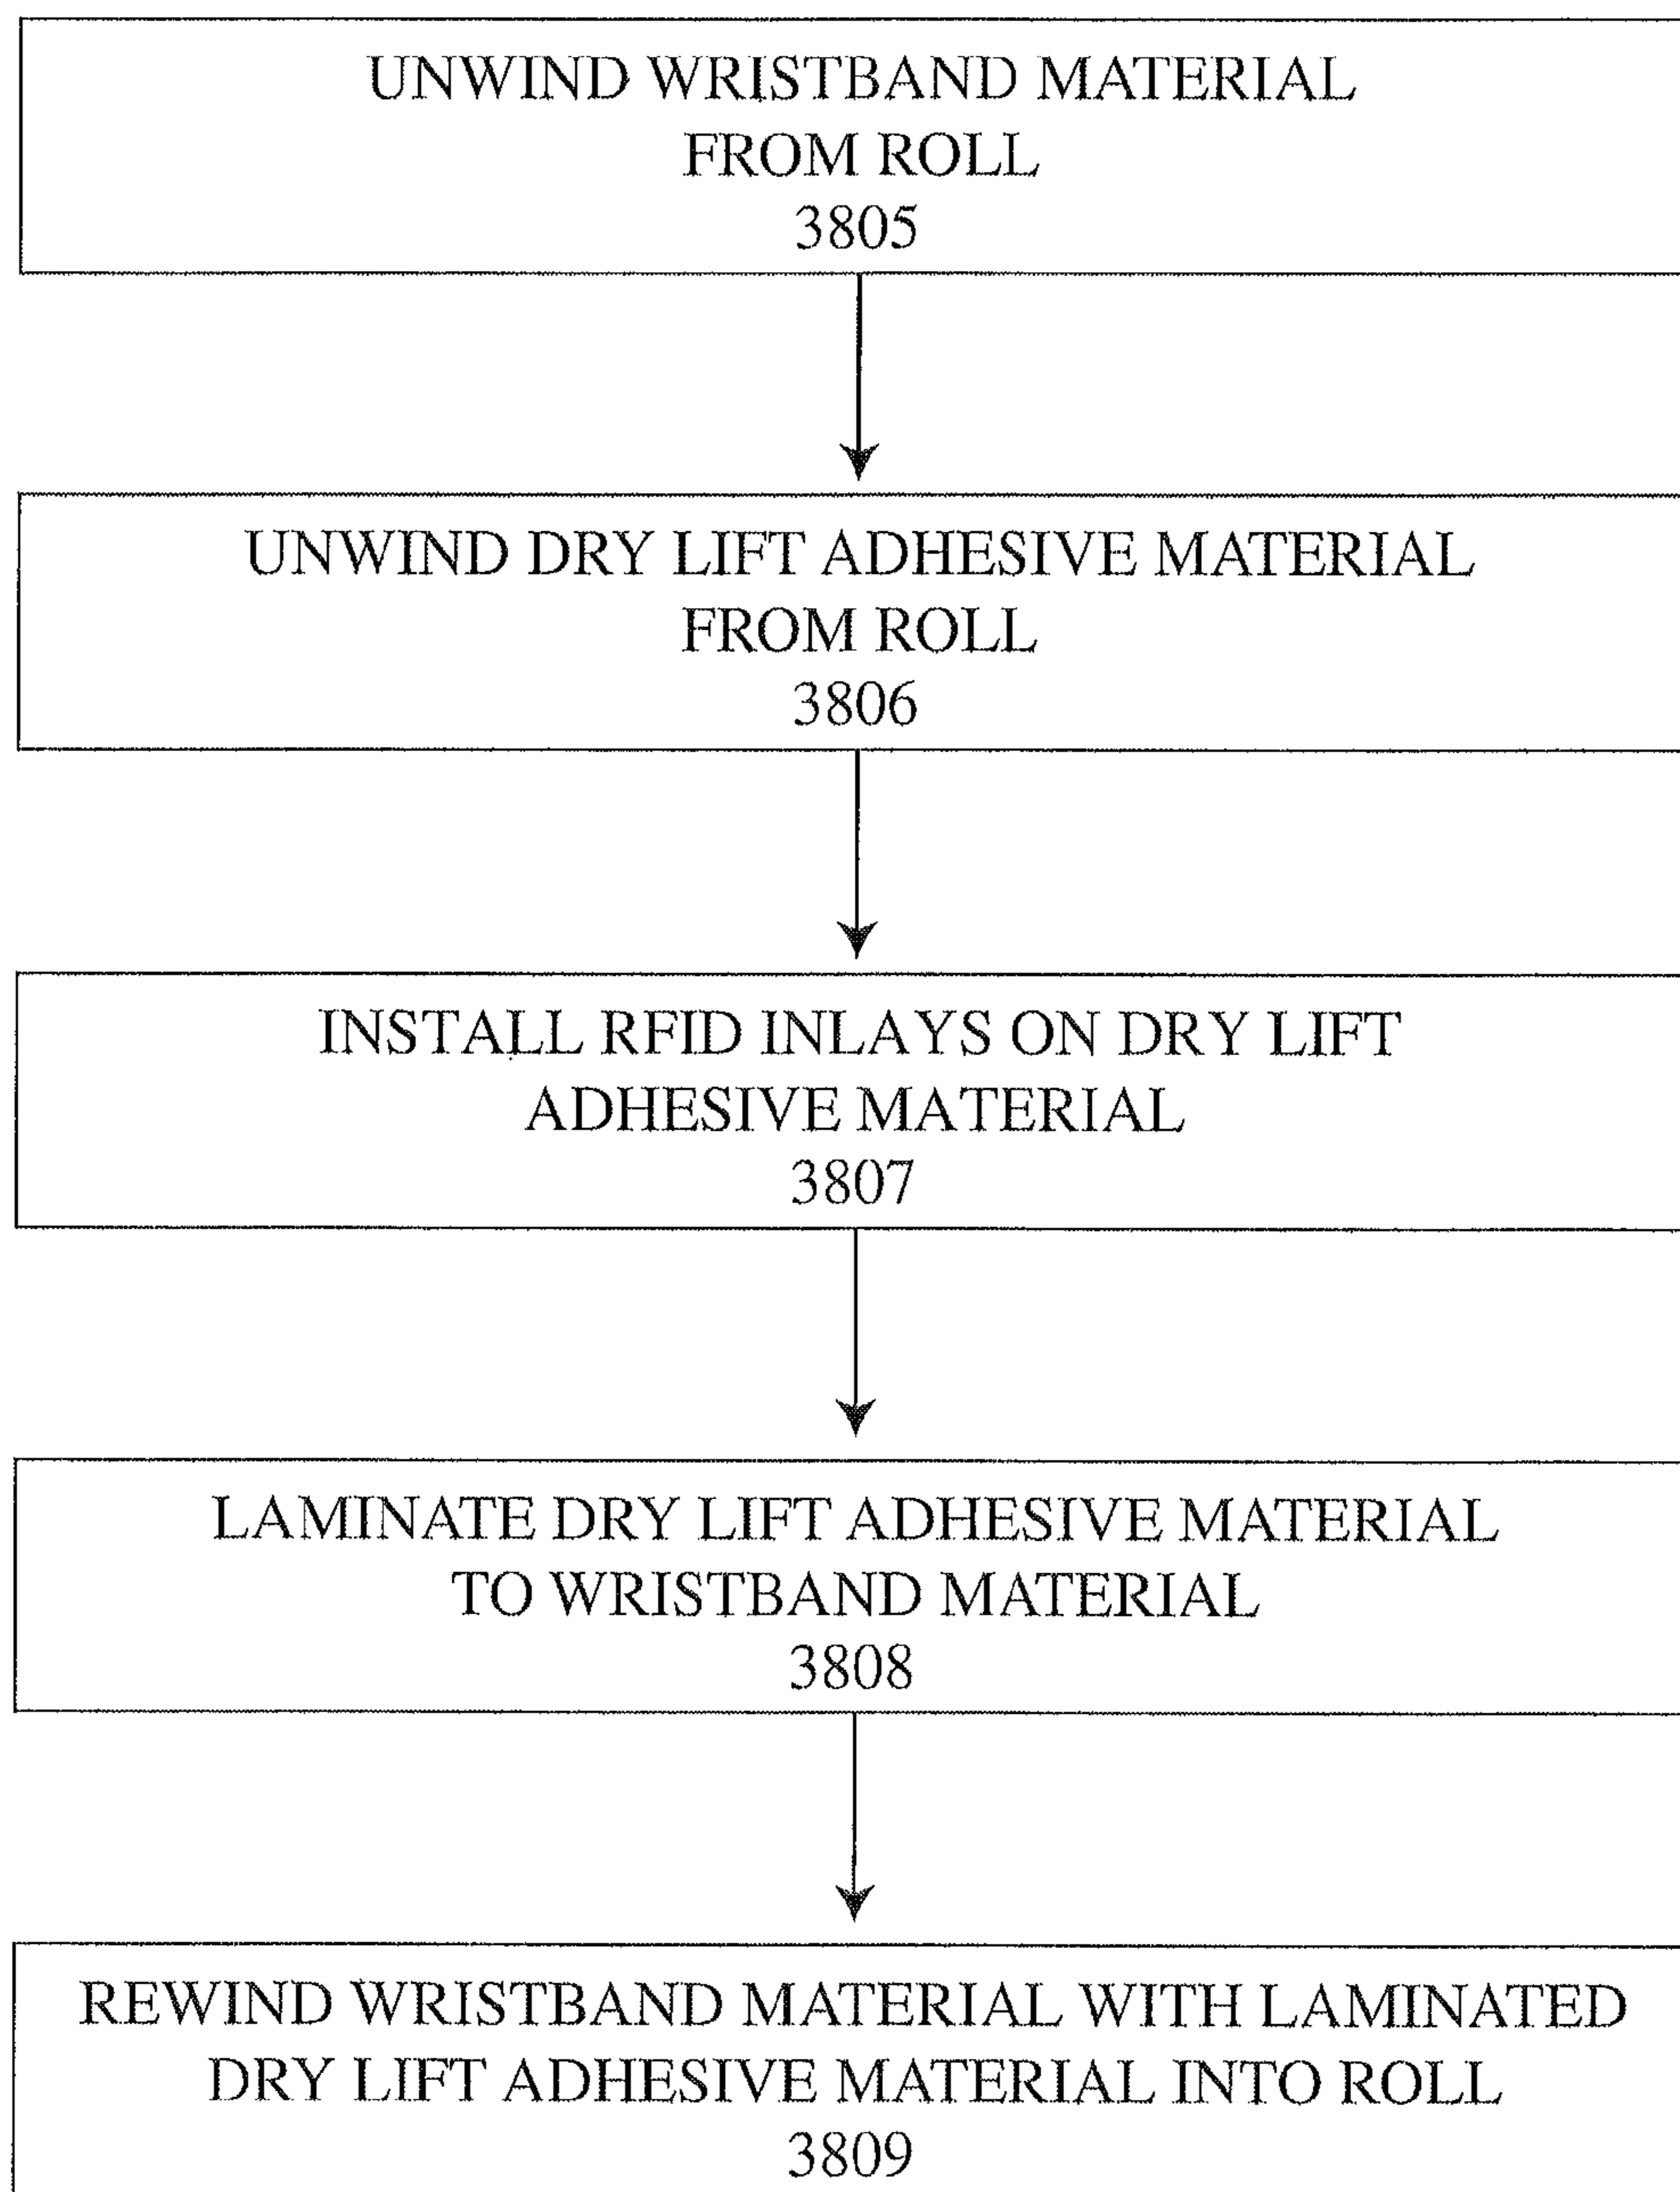 UNWIND WRISTBAND MATERIAL
FROM ROLL
3805
UNWIND DRY LIFT ADHESIVE MATERIAL
FROM ROLL
3806
INSTALL RFID INLAYS ON DRY LIFT
ADHESIVE MATERIAL
3807
LAMINATE DRY LIFT ADHESIVE MATERIAL
TO WRISTBAND MATERIAL
3808
REWIND WRISTBAND MATERIAL WITH LAMINATED
DRY LIFT ADHESIVE MATERIAL INTO ROLL
3809